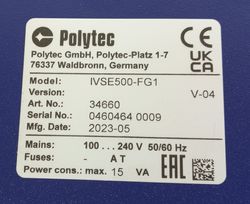 Polytec
Polytec GmbH, Polytec-Platz 1-7
76337 Waldbronn, Germany
CE
UK
CA
Model: IVSE500-FG1
Version: V-04
Art. No.: 34660
Serial No.: 0460464 0009
Mfg. Date: 2023-05
Mains: 100 ... 240 V 50/60 Hz
Fuses: - A T
Power cons.: max. 15 VA
EAC